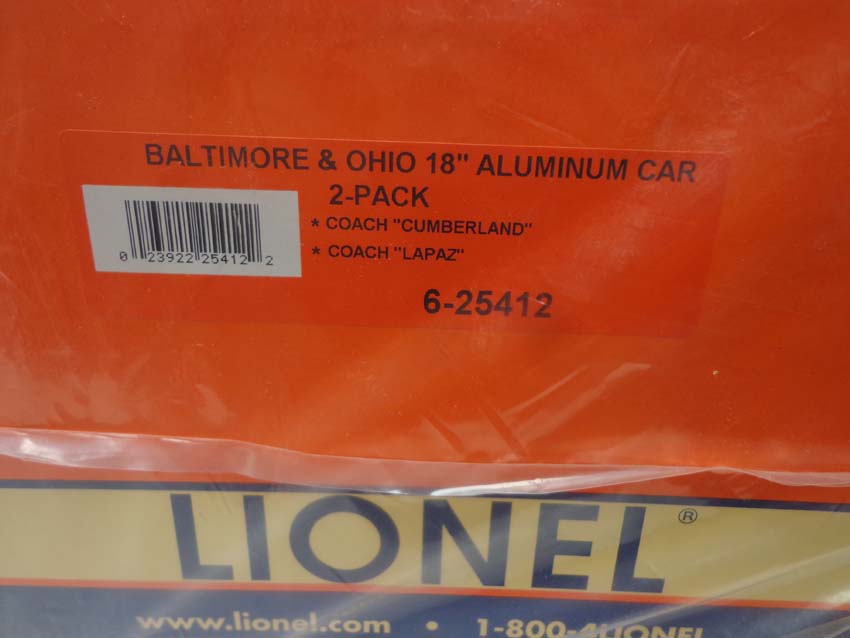 BALTIMORE & OHIO 18" ALUMINUM CAR
2-PACK
* COACH "CUMBERLAND"
* COACH "LAPAZ"
0 23922 25412 2
6-25412
LIONEL®
www.lionel.com • 1-800-4LIONEL